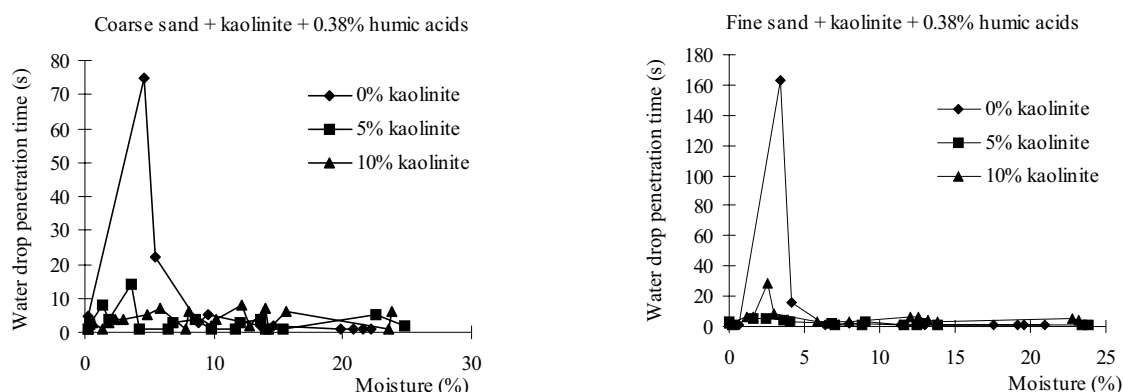 Coarse sand + kaolinite + 0.38% humic acids
Water drop penetration time (s)
80
70
60
50
40
30
20
10
0
0% kaolinite
5% kaolinite
10% kaolinite
0 10 20 30
Moisture (%)
Fine sand + kaolinite + 0.38% humic acids
Water drop penetration time (s)
180
160
140
120
100
80
60
40
20
0
0% kaolinite
5% kaolinite
10% kaolinite
0 5 10 15 20 25
Moisture (%)